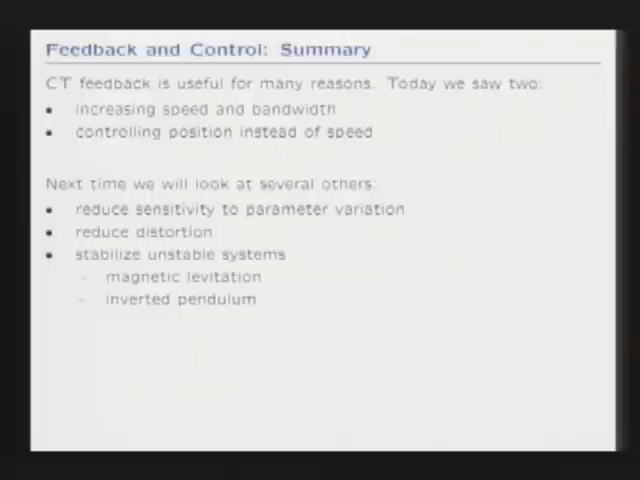 Feedback and Control: Summary
CT feedback is useful for many reasons. Today we saw two:
• increasing speed and bandwidth
• controlling position instead of speed
Next time we will look at several others:
• reduce sensitivity to parameter variation
• reduce distortion
• stabilize unstable systems
– magnetic levitation
– inverted pendulum